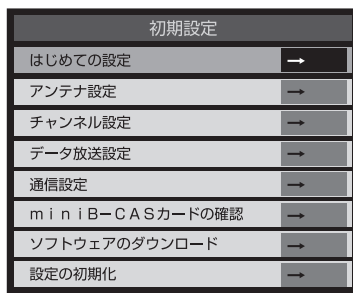 初期設定
はじめての設定 →
アンテナ設定 →
チャンネル設定 →
データ放送設定 →
通信設定 →
ｍｉｎｉＢ－ＣＡＳカードの確認 →
ソフトウェアのダウンロード →
設定の初期化 →